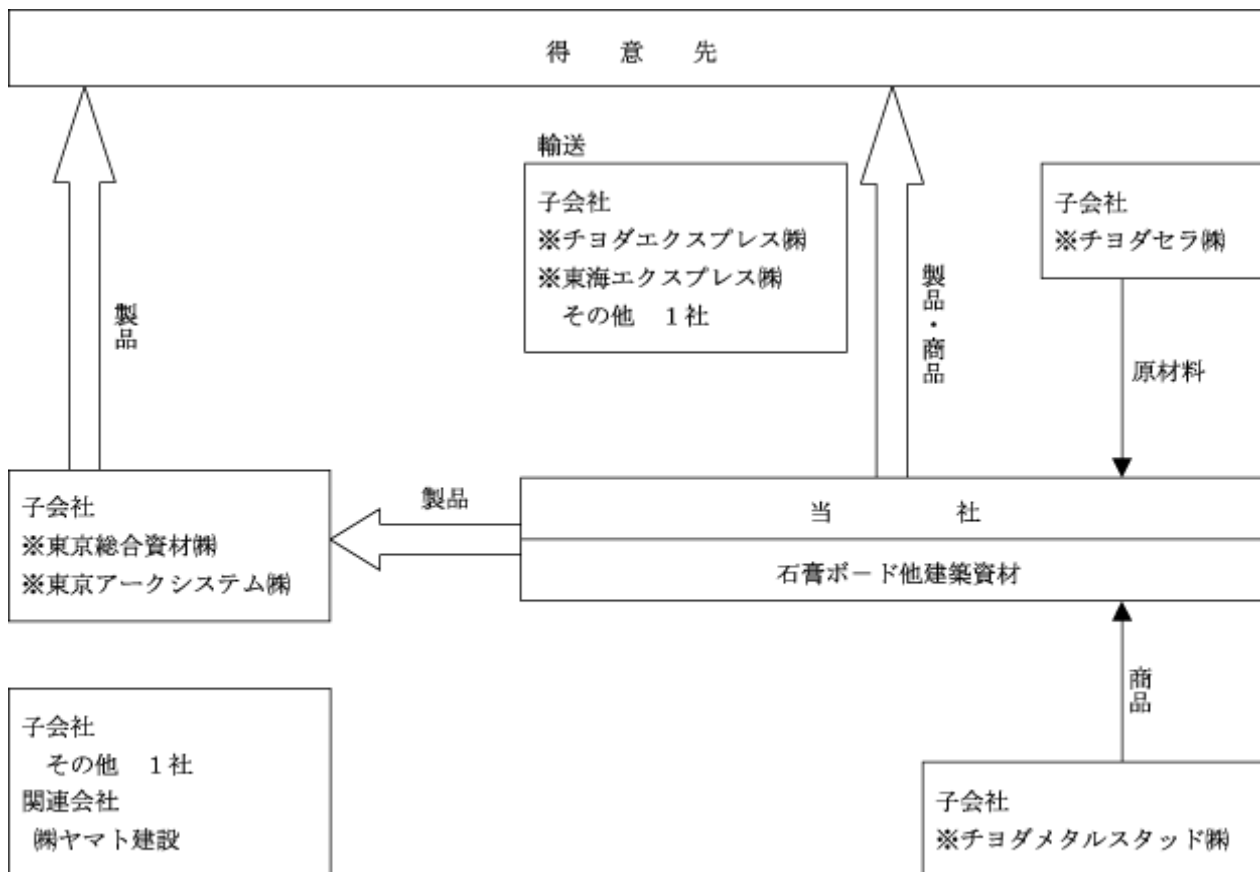 得意先
輸送
子会社
※チヨダエクスプレス㈱
※東海エクスプレス㈱
その他 １社
子会社
※チヨダセラ㈱
製品
製品・商品
原材料
子会社
※東京総合資材㈱
※東京アークシステム㈱
製品
当社
石膏ボード他建築資材
商品
子会社
その他 １社
関連会社
㈱ヤマト建設
子会社
※チヨダメタルスタッド㈱